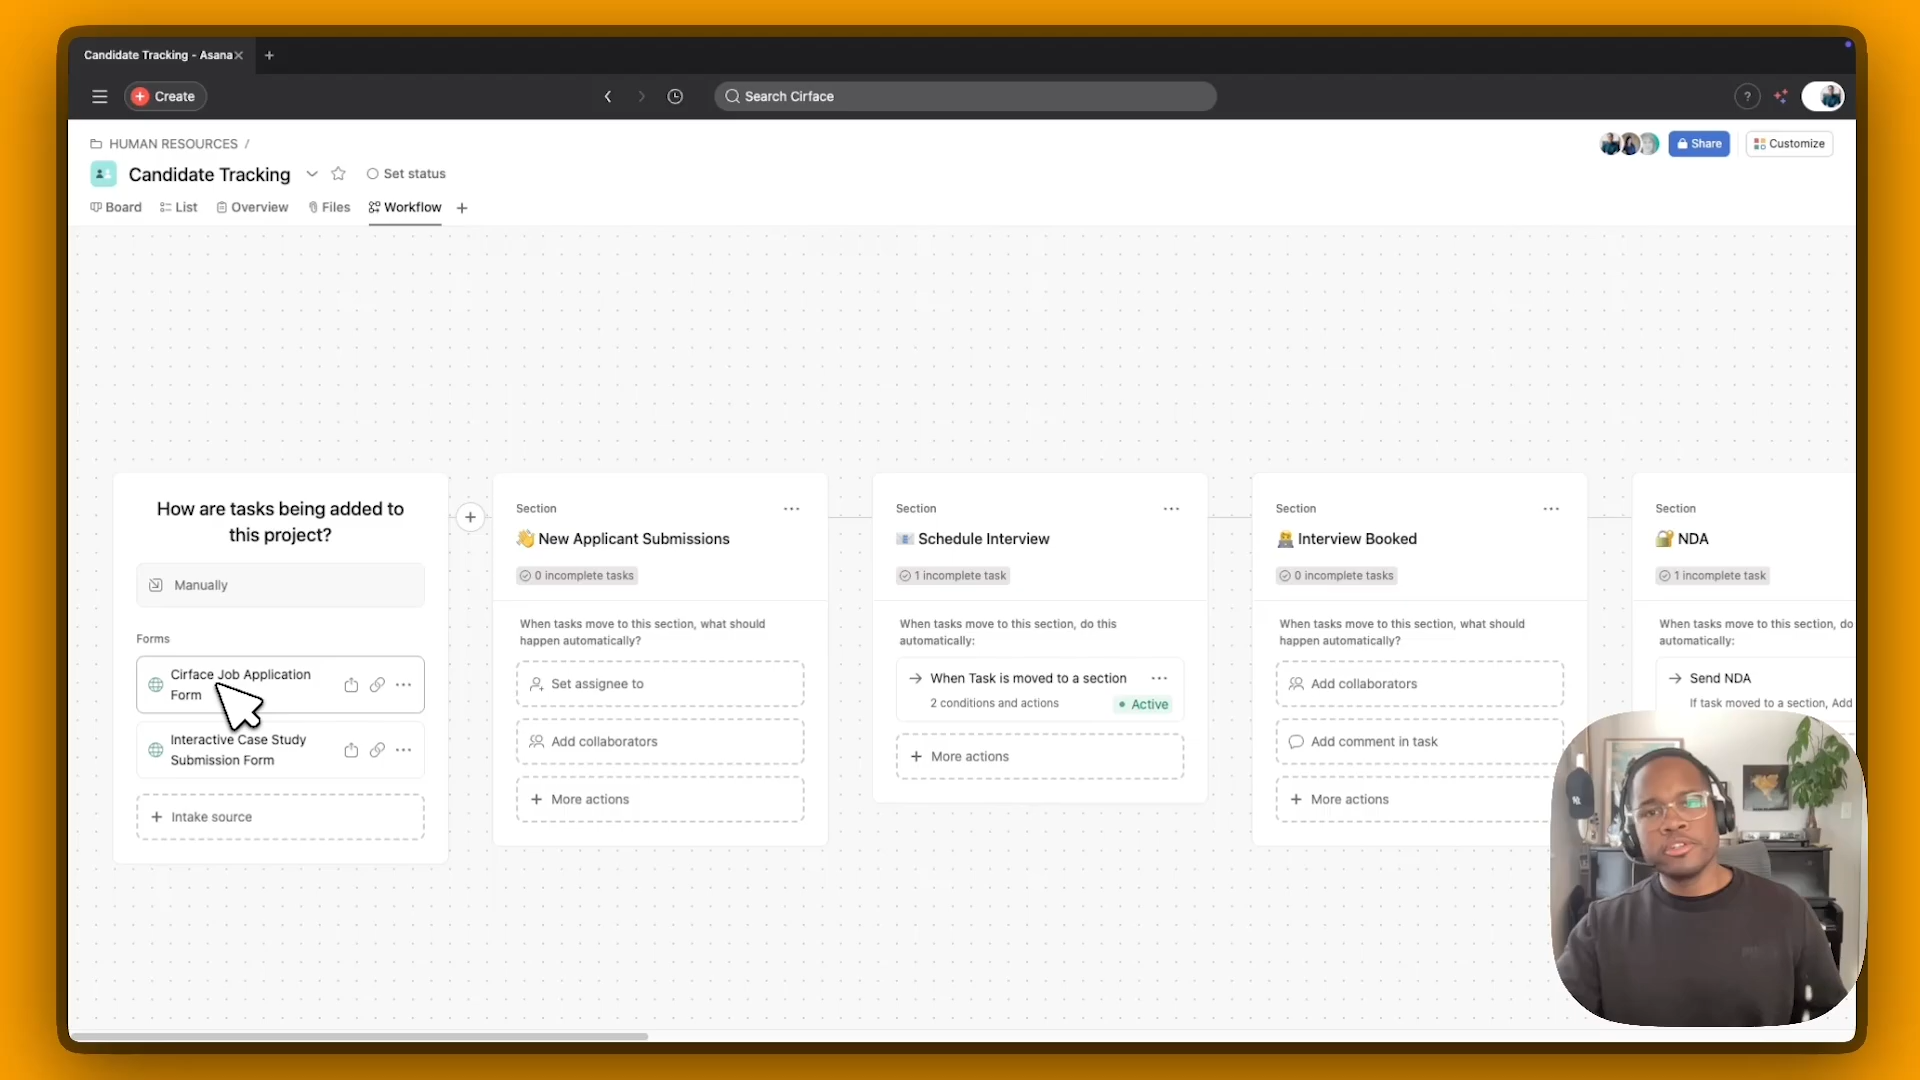 Candidate Tracking - Asana
Create
Search Cirface
?
HUMAN RESOURCES /
Share
Customize
Candidate Tracking
Set status
Board
List
Overview
Files
Workflow
How are tasks being added to
this project?
Manually
Forms
Cirface Job Application
Form
Interactive Case Study
Submission Form
+ Intake source
Section
👋 New Applicant Submissions
0 incomplete tasks
When tasks move to this section, what should
happen automatically?
Set assignee to
Add collaborators
+ More actions
Section
📧 Schedule Interview
1 incomplete task
When tasks move to this section, do this
automatically:
When Task is moved to a section
2 conditions and actions
Active
+ More actions
Section
Interview Booked
0 incomplete tasks
When tasks move to this section, what should
happen automatically?
Add collaborators
Add comment in task
+ More actions
Section
🔐 NDA
1 incomplete task
When tasks move to this section, do
automatically:
Send NDA
If task moved to a section, Add